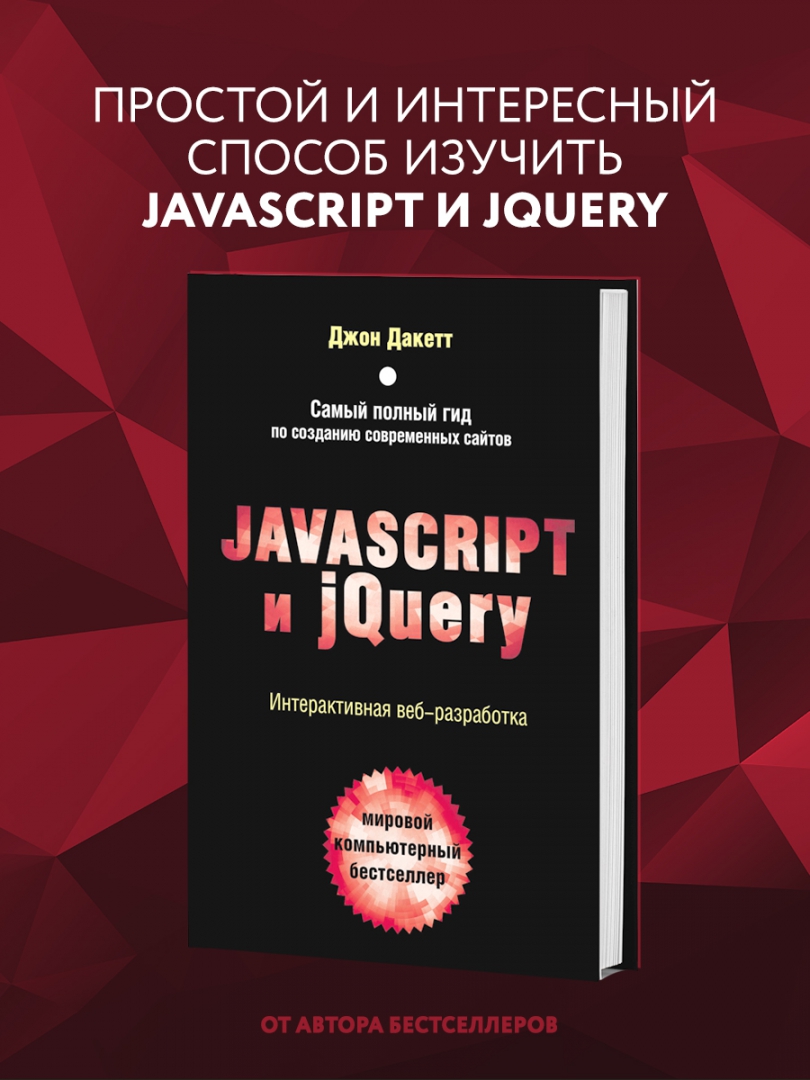 ПРОСТОЙ И ИНТЕРЕСНЫЙ
СПОСОБ ИЗУЧИТЬ
JAVASCRIPT И JQUERY
Джон Дакетт
Самый полный гид
по созданию современных сайтов
JAVASCRIPT
и jQuery
Интерактивная веб-разработка
мировой
компьютерный
бестселлер
ОТ АВТОРА БЕСТСЕЛЛЕРОВ